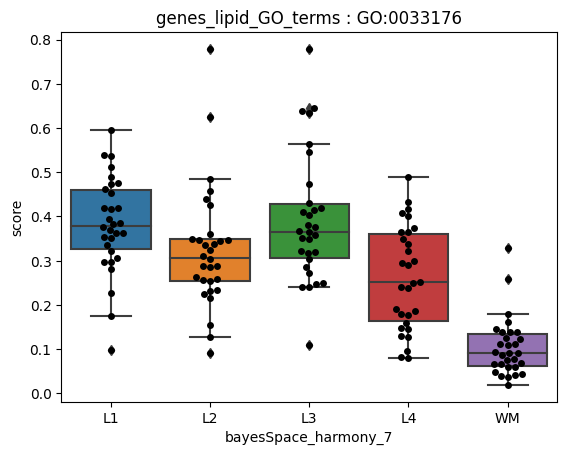 genes_lipid_GO_terms : GO:0033176
0.8
0.7
0.6
0.5
0.4
0.3
0.2
0.1
0.0
score
L1 L2 L3 L4 WM
bayesSpace_harmony_7